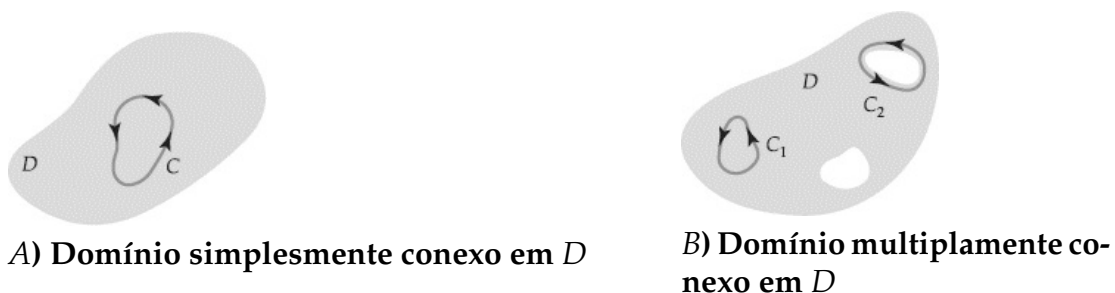 D
C
A) Domínio simplesmente conexo em D
D
C₂
C₁
B) Domínio multiplamente co-
nexo em D